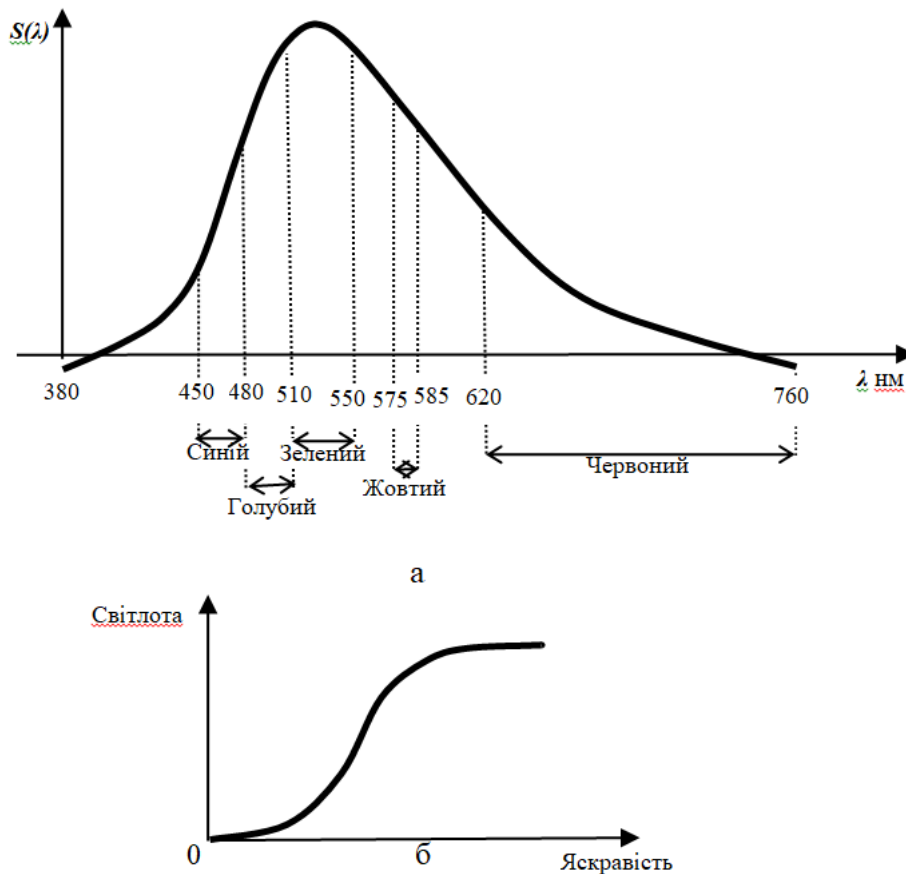 S(λ)
380 450 480 510 550 575 585 620 760 λ нм
Синій Зелений Червоний
Голубий Жовтий
а
Світлота
0 б Яскравість